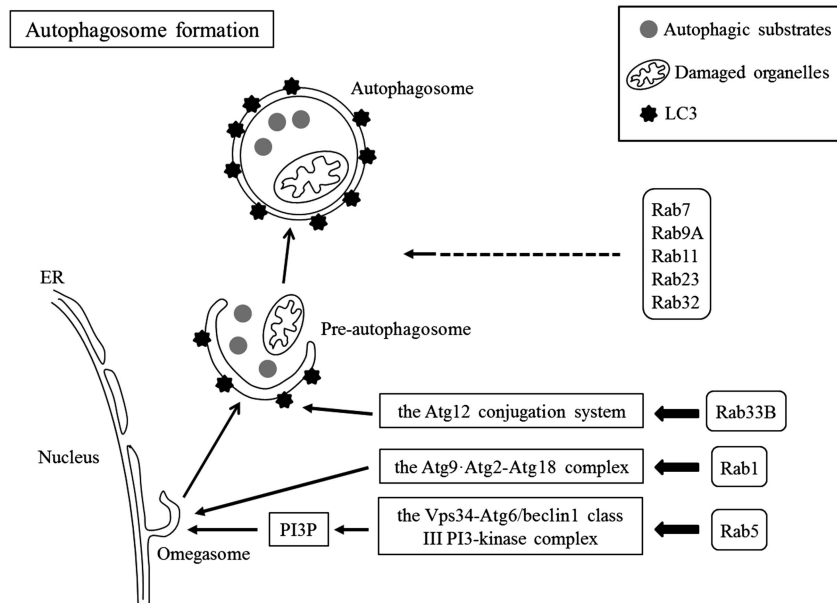 Autophagosome formation
Autophagic substrates
Damaged organelles
LC3
Autophagosome
Rab7
Rab9A
Rab11
Rab23
Rab32
ER
Pre-autophagosome
the Atg12 conjugation system
Rab33B
Nucleus
the Atg9·Atg2-Atg18 complex
Rab1
Omegasome
PI3P
the Vps34-Atg6/beclin1 class
III PI3-kinase complex
Rab5